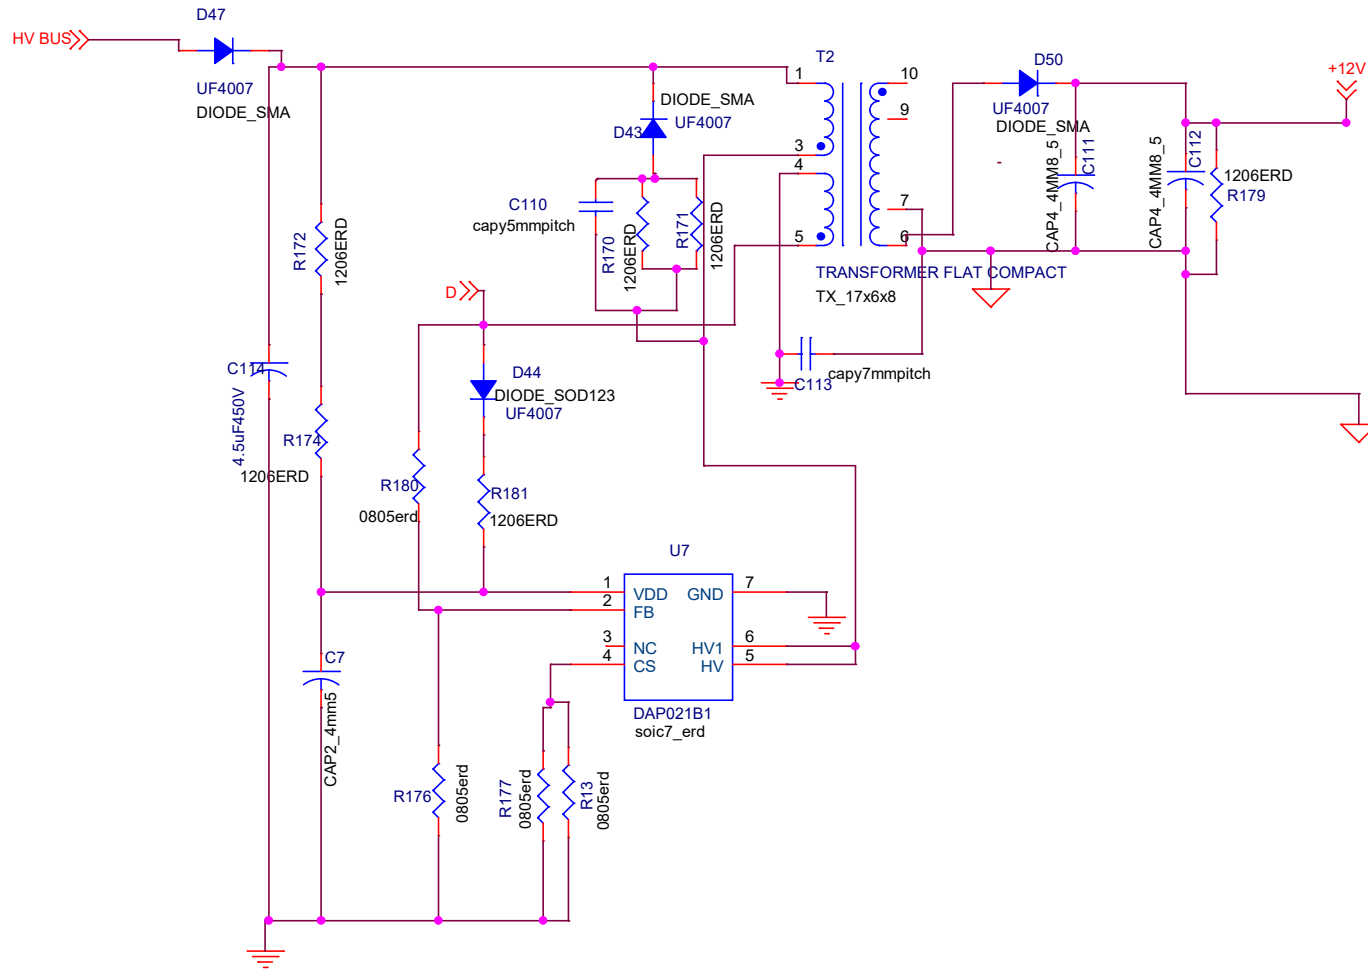 D47
HV BUS
UF4007
DIODE_SMA
T2
1
10
9
3
4
7
5
6
TRANSFORMER FLAT COMPACT
TX_17x6x8
D50
UF4007
DIODE_SMA
-
+12V
C111
CAP4_4MM8_5
C112
CAP4_4MM8_5
1206ERD
R179
DIODE_SMA
D43
UF4007
C110
capy5mmpitch
R170
1206ERD
R171
1206ERD
R172
1206ERD
D
C114
4.5uF450V
D44
DIODE_SOD123
UF4007
C113
capy7mmpitch
R174
1206ERD
R180
0805erd
R181
1206ERD
U7
1
VDD
GND
7
2
FB
3
NC
HV1
6
4
CS
HV
5
DAP021B1
soic7_erd
C7
CAP2_4mm5
R176
0805erd
R177
0805erd
R13
0805erd